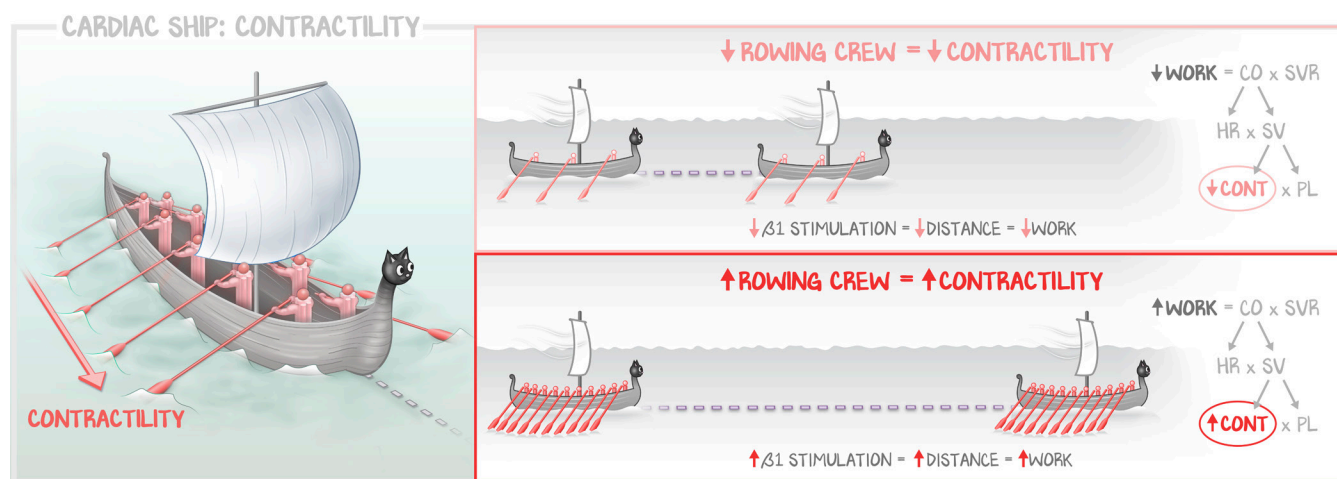 CARDIAC SHIP: CONTRACTILITY
CONTRACTILITY
↓ROWING CREW = ↓CONTRACTILITY
↓WORK = CO x SVR
HR x SV
↓CONT x PL
↓β1 STIMULATION = ↓DISTANCE = ↓WORK
↑ROWING CREW = ↑CONTRACTILITY
↑WORK = CO x SVR
HR x SV
↑CONT x PL
↑β1 STIMULATION = ↑DISTANCE = ↑WORK